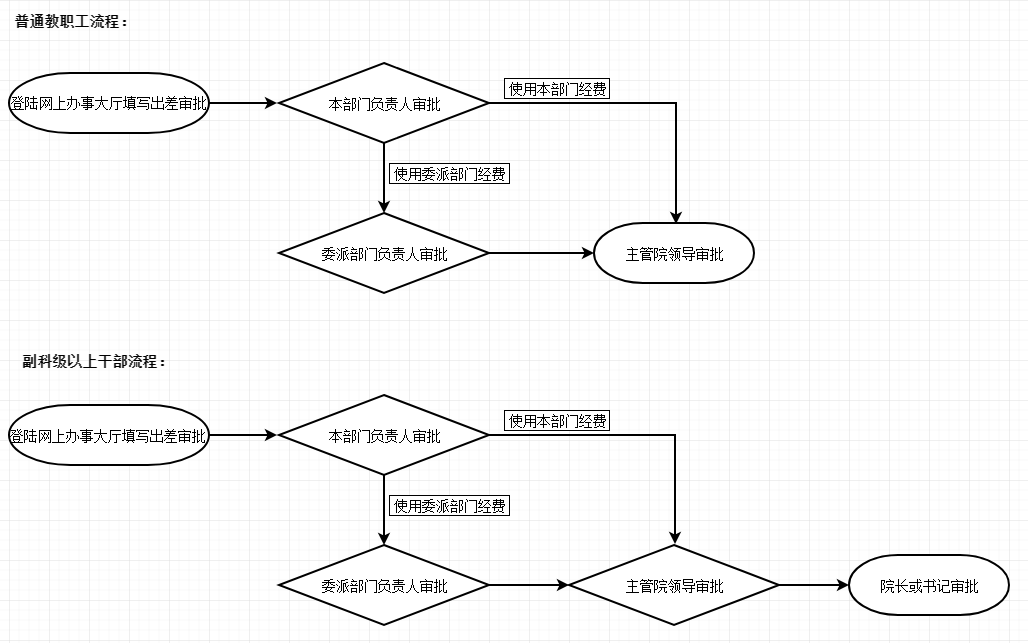 普通教职工流程：
登陆网上办事大厅填写出差审批
本部门负责人审批
使用本部门经费
使用委派部门经费
委派部门负责人审批
主管院领导审批
副科级以上干部流程：
登陆网上办事大厅填写出差审批
本部门负责人审批
使用本部门经费
使用委派部门经费
委派部门负责人审批
主管院领导审批
院长或书记审批